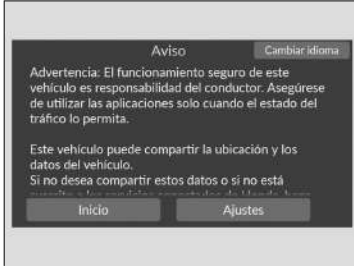 Aviso
Cambiar idioma
Advertencia: El funcionamiento seguro de este
vehículo es responsabilidad del conductor. Asegúrese
de utilizar las aplicaciones solo cuando el estado del
tráfico lo permita.
Este vehículo puede compartir la ubicación y los
datos del vehículo.
Si no desea compartir estos datos o si no está
Inicio
Ajustes